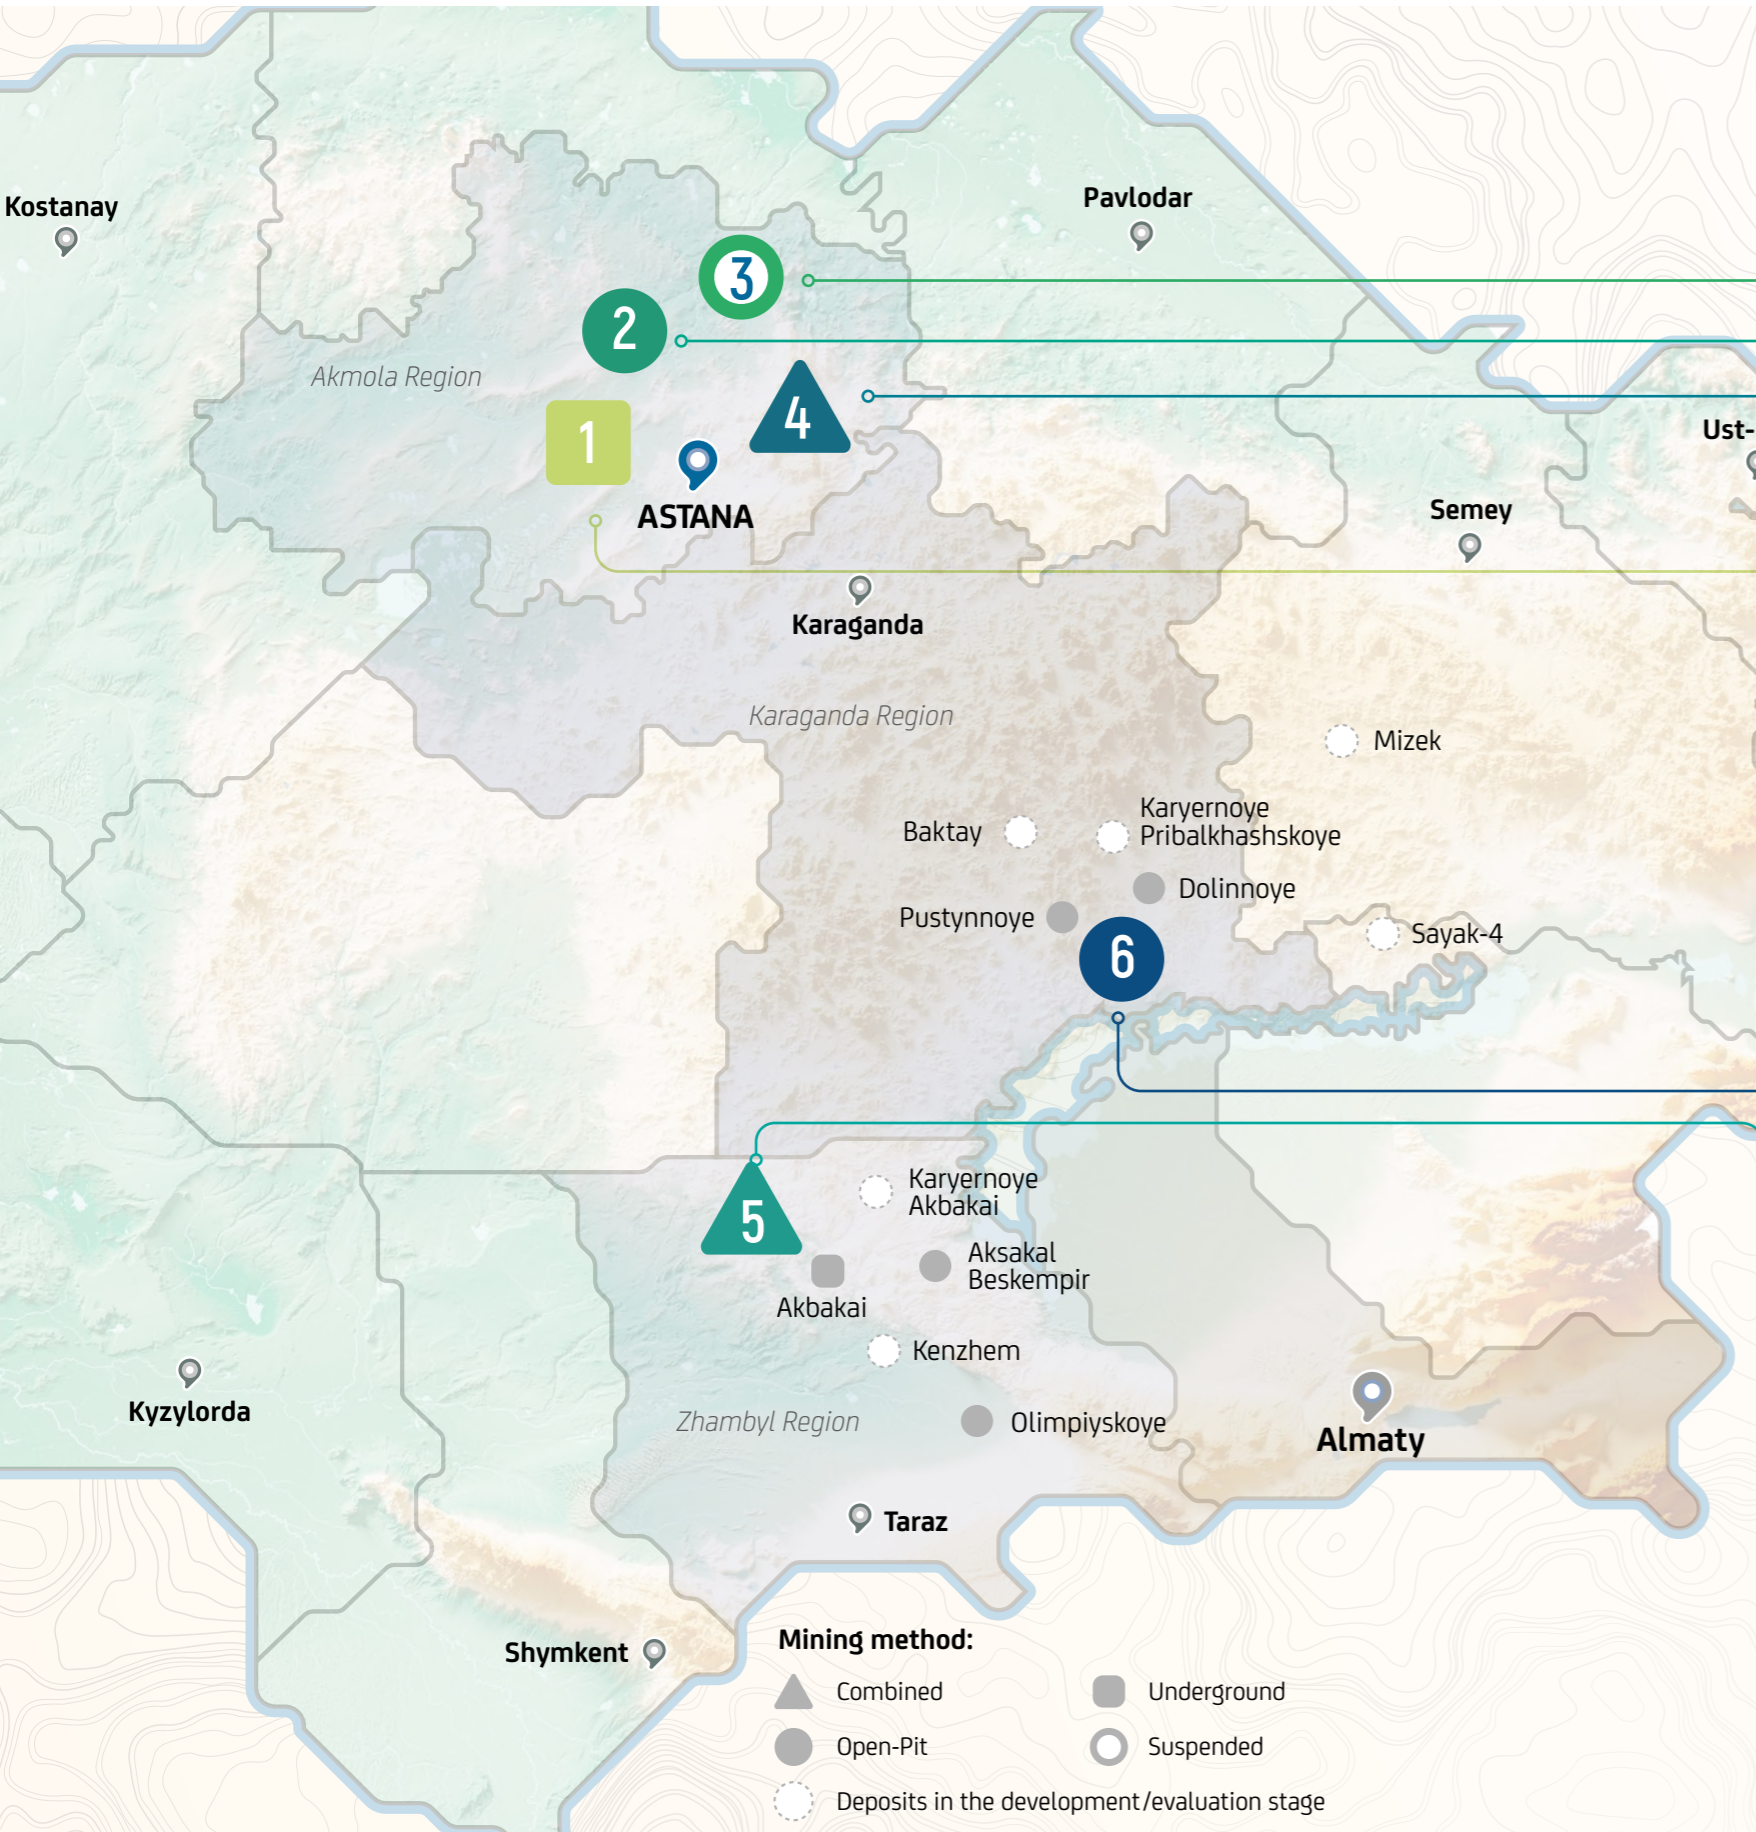 Kostanay
Pavlodar
3
2
Akmola Region
4
1
Ust-
ASTANA
Semey
Karaganda
Karaganda Region
Mizek
Baktay
Karyernoye
Pribalkhashskoye
Dolinnoye
Pustynnoye
Sayak-4
6
Karyernoye
Akbakai
5
Aksakal
Beskempir
Akbakai
Kenzhem
Kyzylorda
Zhambyl Region
Olimpiyskoye
Almaty
Taraz
Shymkent
Mining method:
Combined
Underground
Open-Pit
Suspended
Deposits in the development/evaluation stage